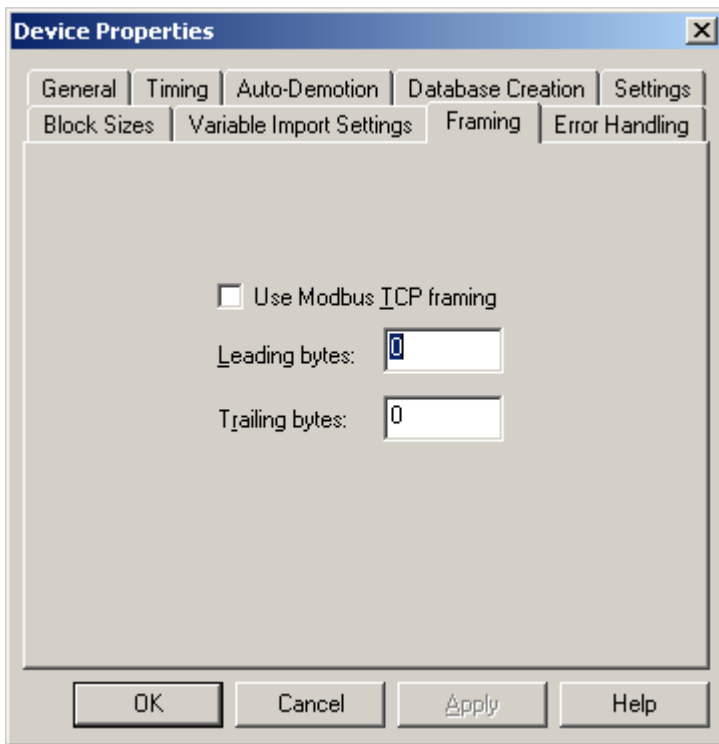 Device Properties
General Timing Auto-Demotion Database Creation Settings
Block Sizes Variable Import Settings Framing Error Handling
Use Modbus TCP framing
Leading bytes: 0
Trailing bytes: 0
OK Cancel Apply Help